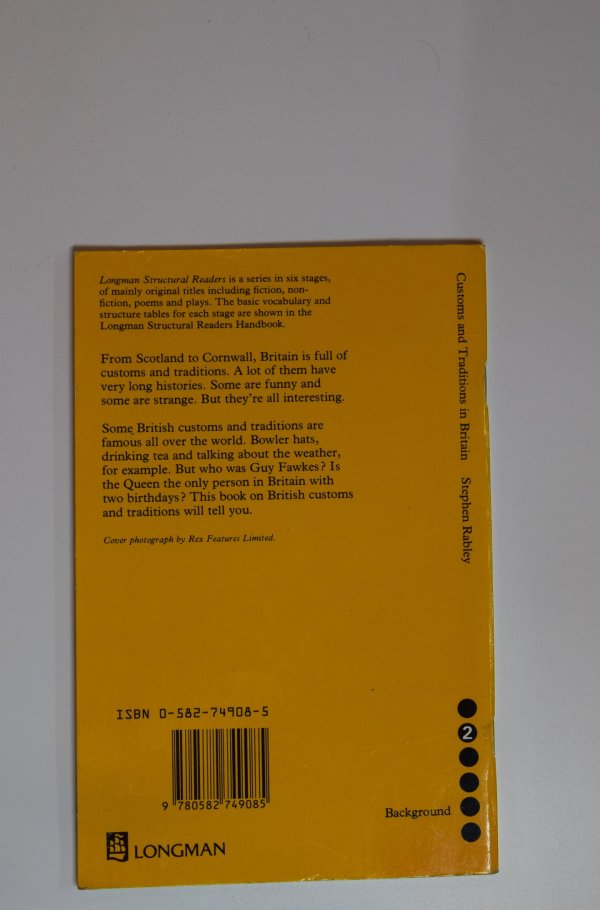 Longman Structural Readers is a series in six stages,
of mainly original titles including fiction, non-
fiction, poems and plays. The basic vocabulary and
structure tables for each stage are shown in the
Longman Structural Readers Handbook.
From Scotland to Cornwall, Britain is full of
customs and traditions. A lot of them have
very long histories. Some are funny and
some are strange. But they're all interesting.
Some British customs and traditions are
famous all over the world. Bowler hats,
drinking tea and talking about the weather,
for example. But who was Guy Fawkes? Is
the Queen the only person in Britain with
two birthdays? This book on British customs
and traditions will tell you.
Cover photograph by Rex Features Limited.
Customs and Traditions in Britain Stephen Rabley
ISBN 0-582-74908-5
9 780582 749085
2
Background
LONGMAN